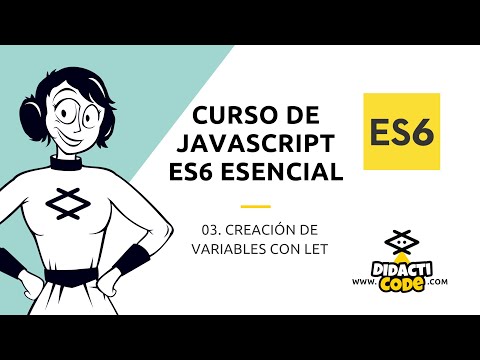 CURSO DE
JAVASCRIPT
ES6 ESENCIAL
ES6
03. CREACIÓN DE
VARIABLES CON LET
DIDACTI
WWW.CODE.COM